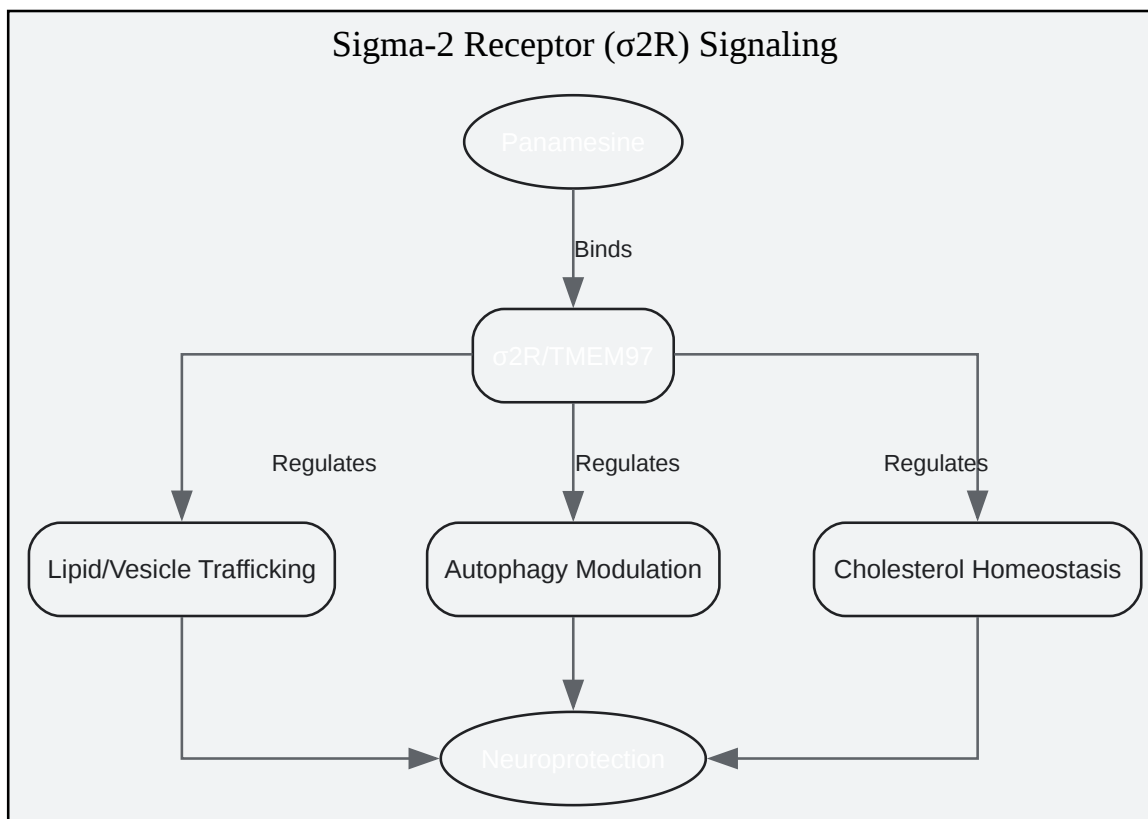 Sigma-2 Receptor (σ2R) Signaling
Panamesine
Binds
σ2R/TMEM97
Regulates
Regulates
Regulates
Lipid/Vesicle Trafficking
Autophagy Modulation
Cholesterol Homeostasis
Neuroprotection